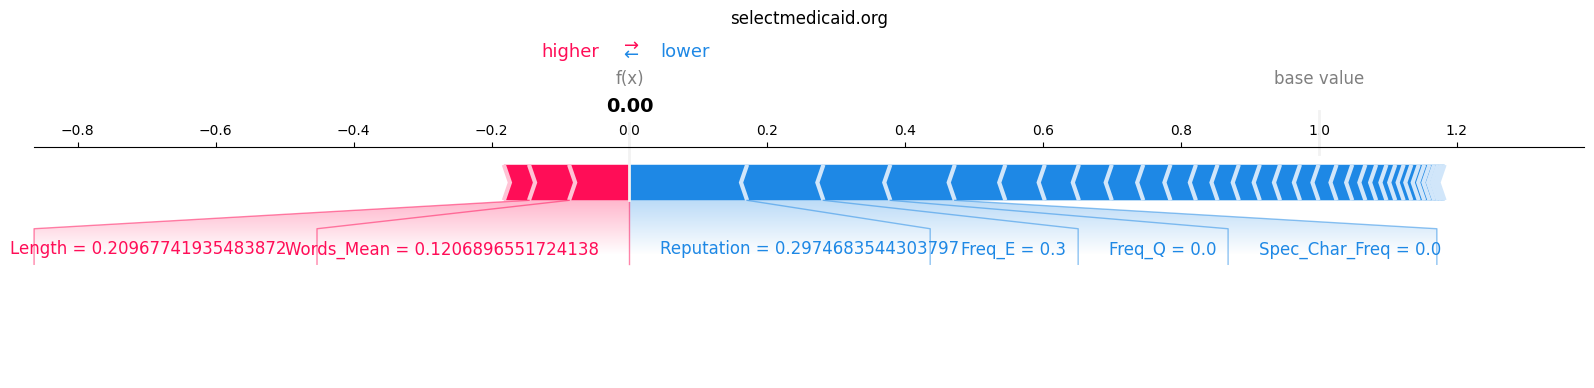 selectmedicaid.org
higher ⇄ lower
f(x) base value
0.00
−0.8 −0.6 −0.4 −0.2 0.0 0.2 0.4 0.6 0.8 1.0 1.2
Length = 0.20967741935483872 Words_Mean = 0.1206896551724138 Reputation = 0.2974683544303797 Freq_E = 0.3 Freq_Q = 0.0 Spec_Char_Freq = 0.0